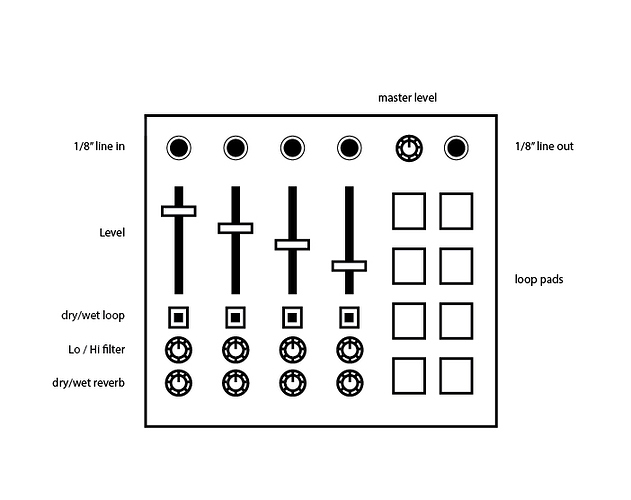 master level
1/8" line in
1/8" line out
Level
loop pads
dry/wet loop
Lo / Hi filter
dry/wet reverb